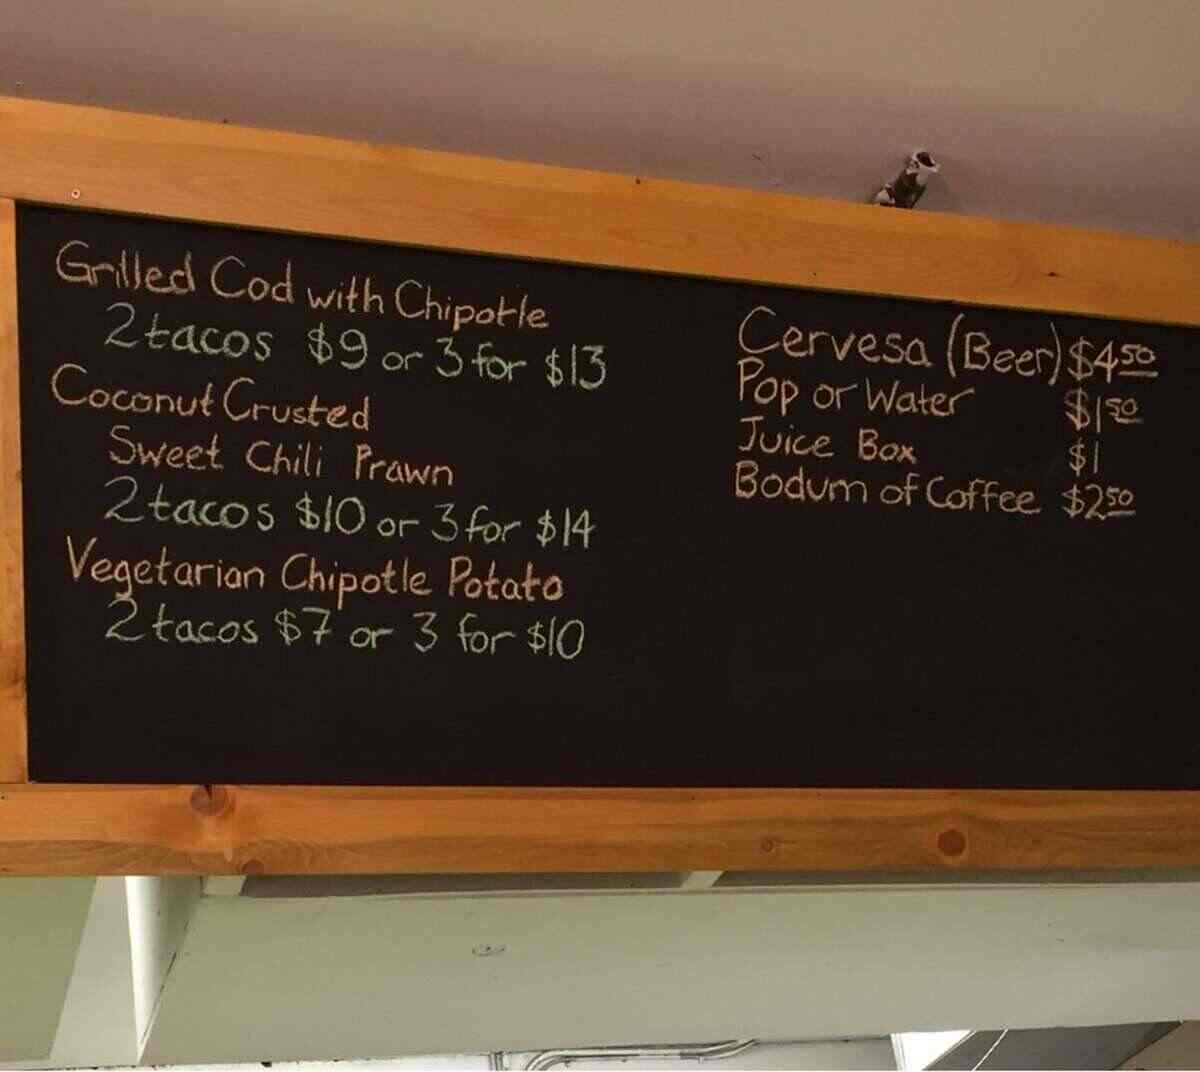 Grilled Cod with Chipotle
2 tacos $9 or 3 for $13
Coconut Crusted
Sweet Chili Prawn
2 tacos $10 or 3 for $14
Vegetarian Chipotle Potato
2 tacos $7 or 3 for $10
Cervesa (Beer) $4.50
Pop or Water $1.50
Juice Box $1
Bodum of Coffee $2.50